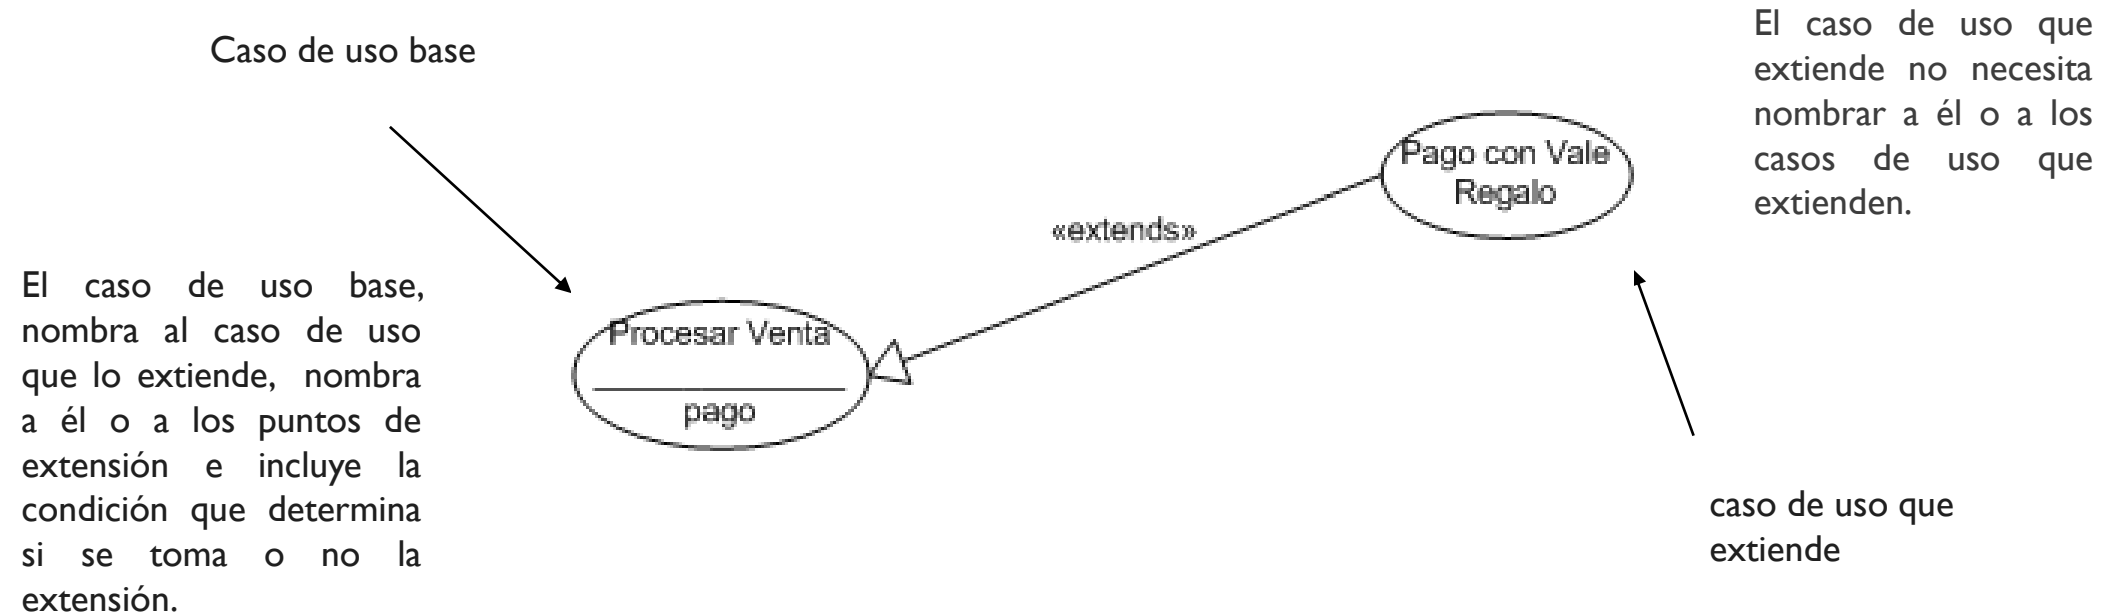 Caso de uso base
El caso de uso que
extiende no necesita
nombrar a él o a los
casos de uso que
extienden.
Pago con Vale
Regalo
«extends»
El caso de uso base,
nombra al caso de uso
que lo extiende, nombra
a él o a los puntos de
extensión e incluye la
condición que determina
si se toma o no la
extensión.
Procesar Venta
pago
caso de uso que
extiende